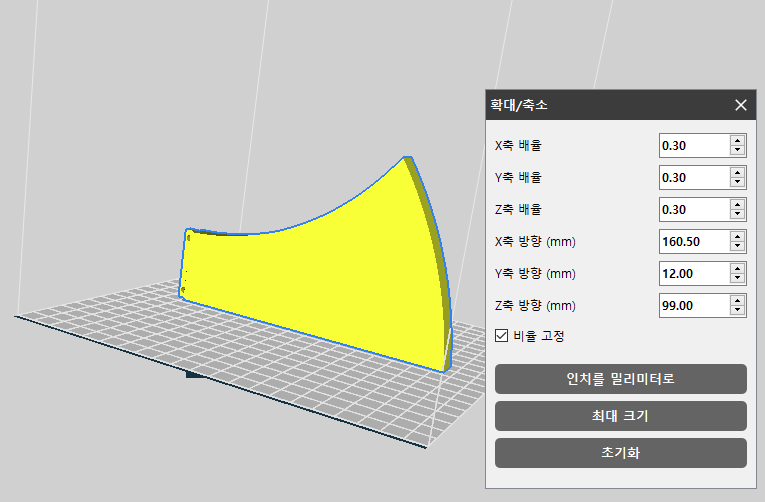 확대/축소
X축 배율 0.30
Y축 배율 0.30
Z축 배율 0.30
X축 방향 (mm) 160.50
Y축 방향 (mm) 12.00
Z축 방향 (mm) 99.00
비율 고정
인치를 밀리미터로
최대 크기
초기화